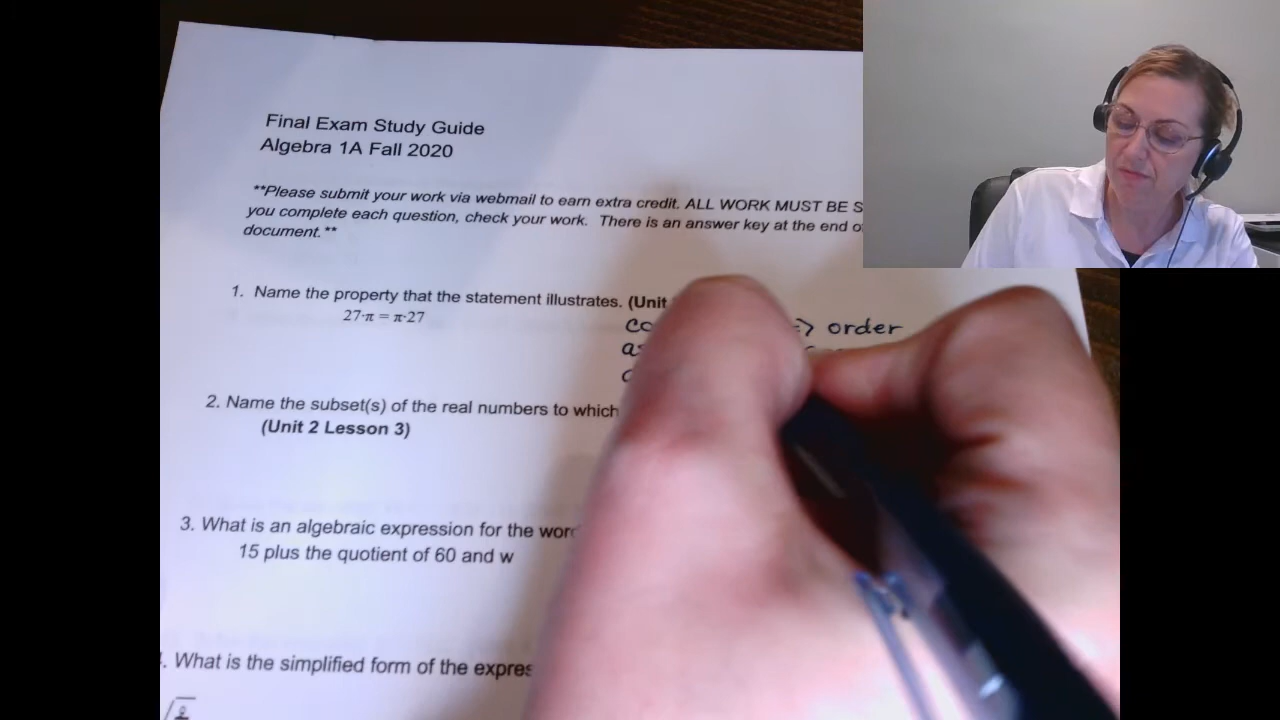 Final Exam Study Guide
Algebra 1A Fall 2020
**Please submit your work via webmail to earn extra credit. ALL WORK MUST BE S
you complete each question, check your work. There is an answer key at the end o
document.**
1. Name the property that the statement illustrates. (Unit
27·π = π·27
co => order
as
2. Name the subset(s) of the real numbers to which
(Unit 2 Lesson 3)
3. What is an algebraic expression for the wor
15 plus the quotient of 60 and w
. What is the simplified form of the expres